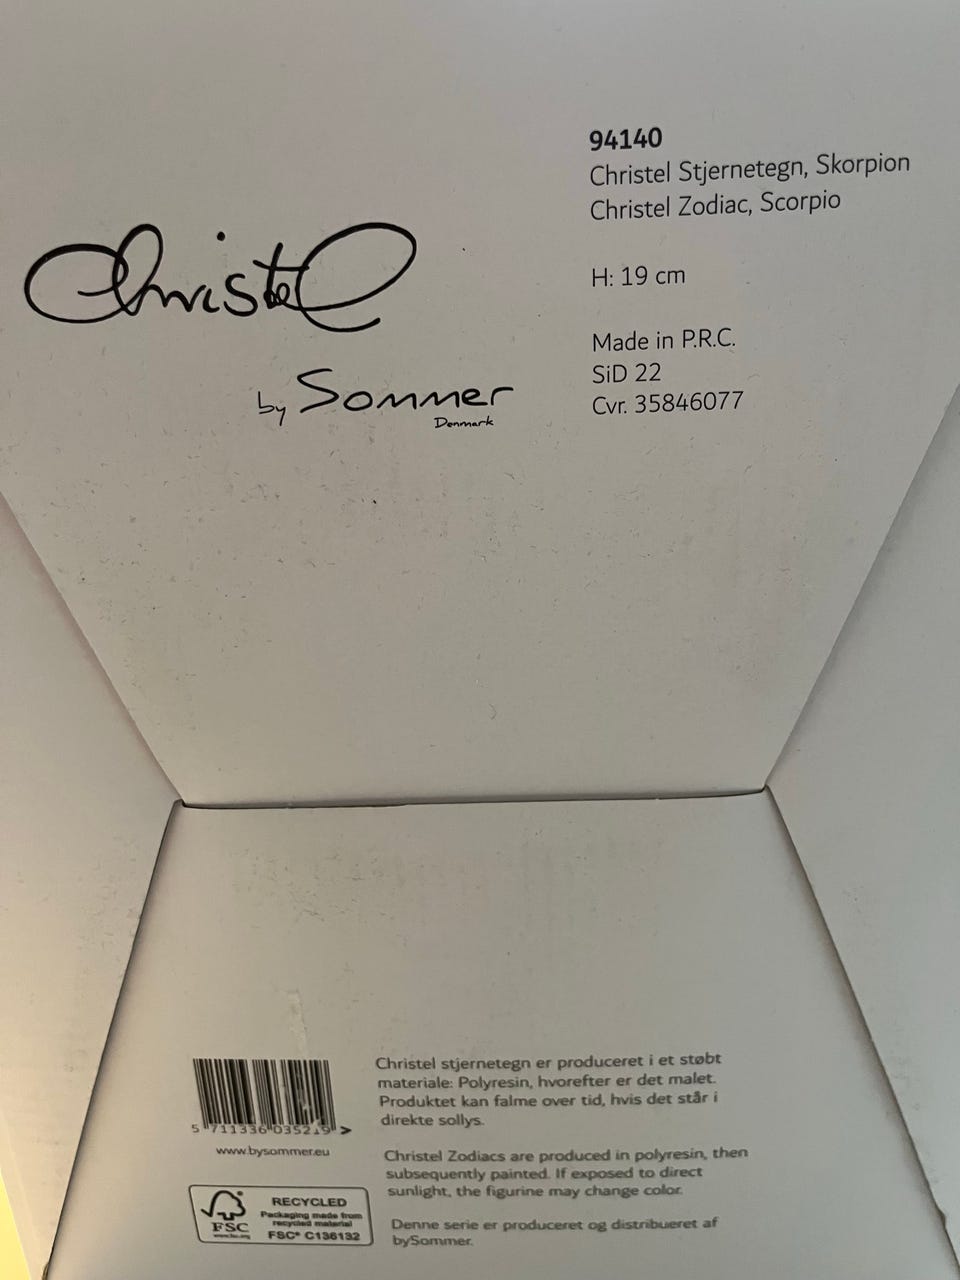 94140
Christel Stjernetegn, Skorpion
Christel Zodiac, Scorpio
H: 19 cm
Made in P.R.C.
SiD 22
Cvr. 35846077
Christel
by Sommer
Denmark
Christel stjernetegn er produceret i et støbt
materiale: Polyresin, hvorefter er det malet.
Produktet kan falme over tid, hvis det står i
direkte sollys.
Christel Zodiacs are produced in polyresin, then
subsequently painted. If exposed to direct
sunlight, the figurine may change color.
Denne serie er produceret og distribueret af
bySommer.
5 711336 035219 >
www.bysommer.eu
FSC
RECYCLED
Packaging made from
recycled material
FSC® C136132